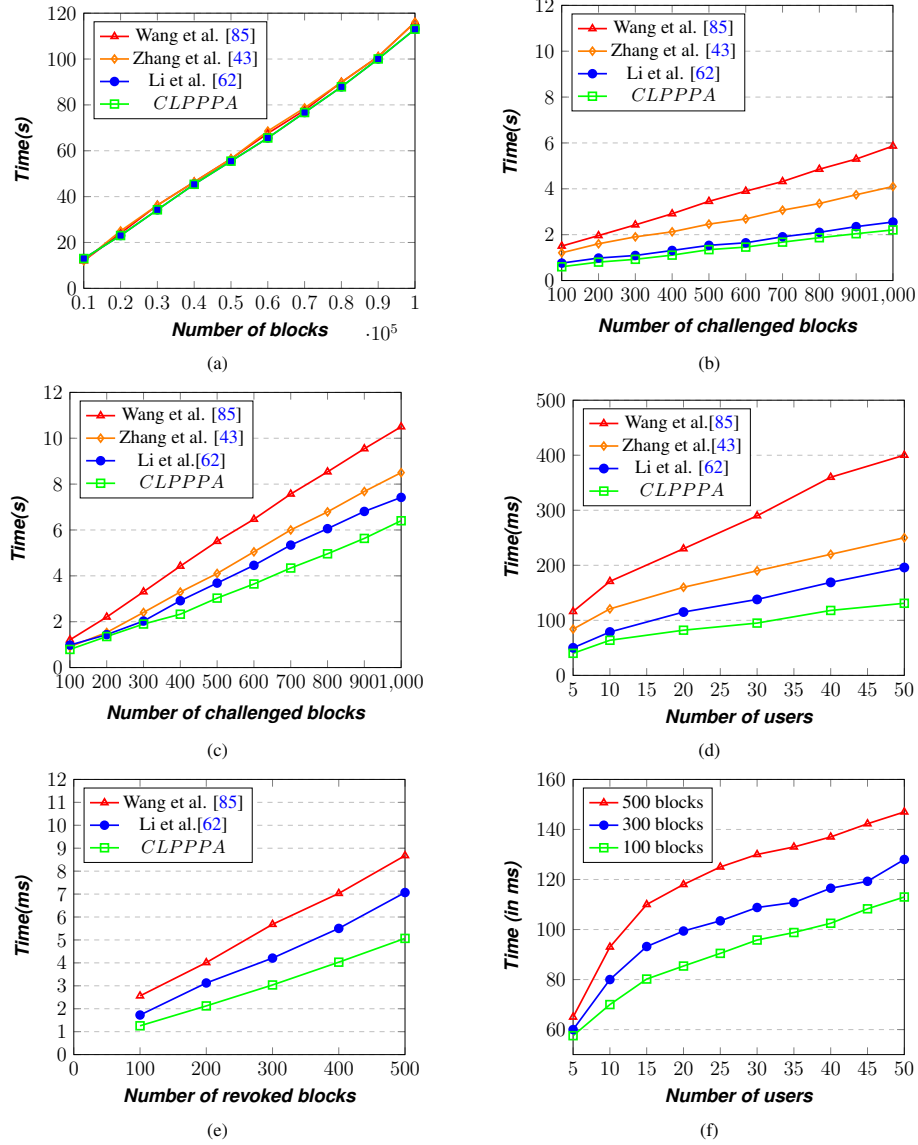 120
100
80
60
40
20
0
Time(s)
Wang et al. [85]
Zhang et al. [43]
Li et al. [62]
CLPPPA
0.1 0.2 0.3 0.4 0.5 0.6 0.7 0.8 0.9 1
·10^5
Number of blocks
(a)
12
10
8
6
4
2
0
Time(s)
Wang et al. [85]
Zhang et al. [43]
Li et al. [62]
CLPPPA
100 200 300 400 500 600 700 800 9001,000
Number of challenged blocks
(b)
12
10
8
6
4
2
0
Time(s)
Wang et al. [85]
Zhang et al. [43]
Li et al.[62]
CLPPPA
100 200 300 400 500 600 700 800 9001,000
Number of challenged blocks
(c)
500
400
300
200
100
0
Time(ms)
Wang et al.[85]
Zhang et al.[43]
Li et al. [62]
CLPPPA
5 10 15 20 25 30 35 40 45 50
Number of users
(d)
12
11
10
9
8
7
6
5
4
3
2
1
0
Time(ms)
Wang et al. [85]
Li et al.[62]
CLPPPA
0 100 200 300 400 500
Number of revoked blocks
(e)
160
140
120
100
80
60
Time (in ms)
500 blocks
300 blocks
100 blocks
5 10 15 20 25 30 35 40 45 50
Number of users
(f)